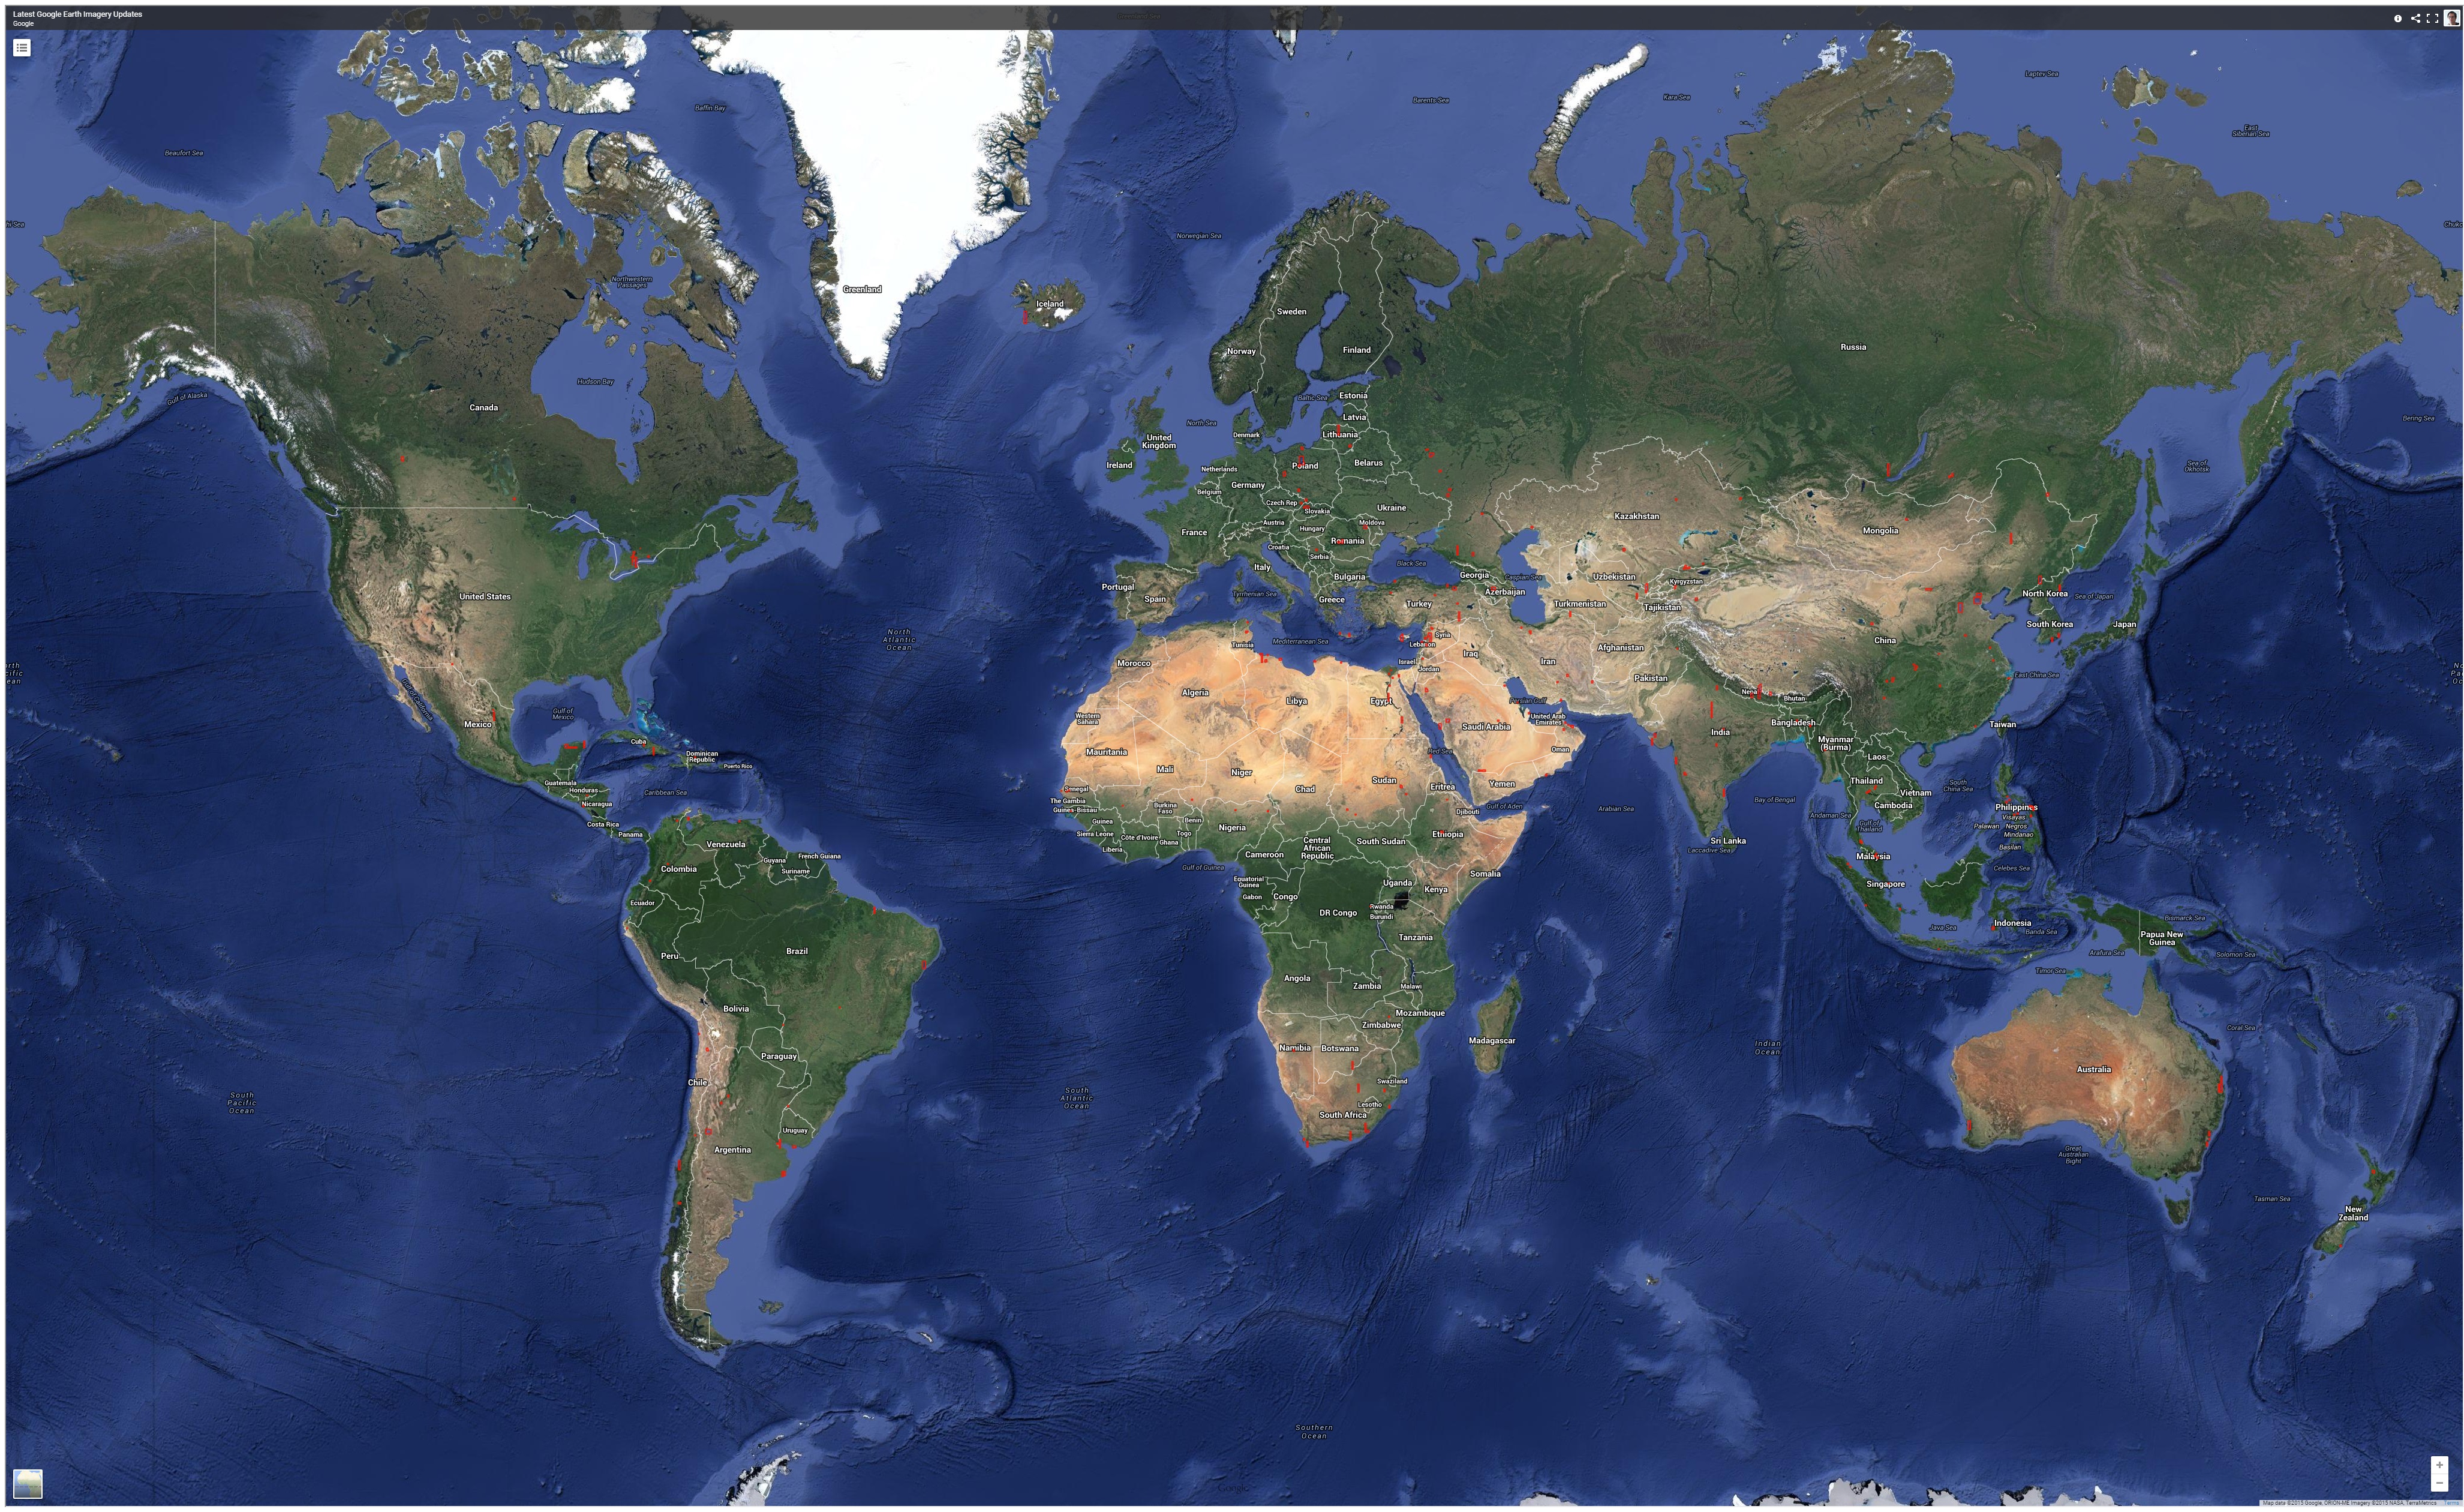 Latest Google Earth Imagery Updates
Google
Laptev Sea
Barents Sea
Kara Sea
Baffin Bay
East
Siberian Sea
Beaufort Sea
Norwegian Sea
Northwestern
Passages
Greenland
Iceland
Sweden
Norway
Finland
Russia
Hudson Bay
Gulf of Alaska
Canada
Baltic Sea
Estonia
Bering Sea
Latvia
North Sea
Denmark
Lithuania
United
Kingdom
Ireland
Netherlands
Poland
Belarus
Sea of
Okhotsk
Germany
Belgium
Czech Rep
Slovakia
Ukraine
Kazakhstan
Austria
Moldova
Hungary
France
Mongolia
Romania
Croatia
Serbia
Italy
Black Sea
Bulgaria
Georgia
Caspian Sea
Uzbekistan
Kyrgyzstan
Portugal
Spain
Tyrrhenian Sea
Greece
Turkey
Azerbaijan
Turkmenistan
Tajikistan
North Korea
Sea of Japan
United States
South Korea
Japan
North
Atlantic
Ocean
Mediterranean Sea
Tunisia
Syria
Lebanon
China
Afghanistan
Iraq
Iran
Israel
Jordan
Morocco
Pakistan
East China Sea
Gulf of California
Algeria
Libya
Egypt
Persian Gulf
Bhutan
Gulf of
Mexico
Mexico
Western
Sahara
United Arab
Emirates
Saudi Arabia
Bangladesh
Taiwan
India
Cuba
Dominican
Republic
Puerto Rico
Mauritania
Red Sea
Oman
Myanmar
(Burma)
Laos
Mali
Niger
Chad
Sudan
Eritrea
Yemen
Thailand
Vietnam
South
China Sea
Guatemala
Honduras
Nicaragua
Caribbean Sea
Senegal
The Gambia
Guinea-Bissau
Burkina
Faso
Gulf of Aden
Arabian Sea
Bay of Bengal
Cambodia
Philippines
Costa Rica
Panama
Guinea
Sierra Leone
Côte d'Ivoire
Benin
Togo
Ghana
Liberia
Nigeria
Djibouti
Ethiopia
Andaman Sea
Gulf of
Thailand
Visayas
Palawan
Negros
Mindanao
Basilan
Venezuela
Guyana
French Guiana
Suriname
Colombia
Cameroon
Central
African
Republic
South Sudan
Sri Lanka
Laccadive Sea
Malaysia
Celebes Sea
Gulf of Guinea
Somalia
Singapore
Ecuador
Equatorial
Guinea
Gabon
Congo
Uganda
Kenya
DR Congo
Rwanda
Burundi
Indonesia
Java Sea
Banda Sea
Bismarck Sea
Papua New
Guinea
Peru
Brazil
Tanzania
Arafura Sea
Solomon Sea
Timor Sea
Angola
Zambia
Malawi
Bolivia
Mozambique
Zimbabwe
Coral Sea
Madagascar
Indian
Ocean
Namibia
Botswana
Paraguay
Australia
Chile
Swaziland
South
Pacific
Ocean
South
Atlantic
Ocean
Lesotho
South Africa
Uruguay
Argentina
Great
Australian
Bight
Tasman Sea
New
Zealand
Southern
Ocean
Map data ©2015 Google, ORION-ME Imagery ©2015 NASA, TerraMetrics